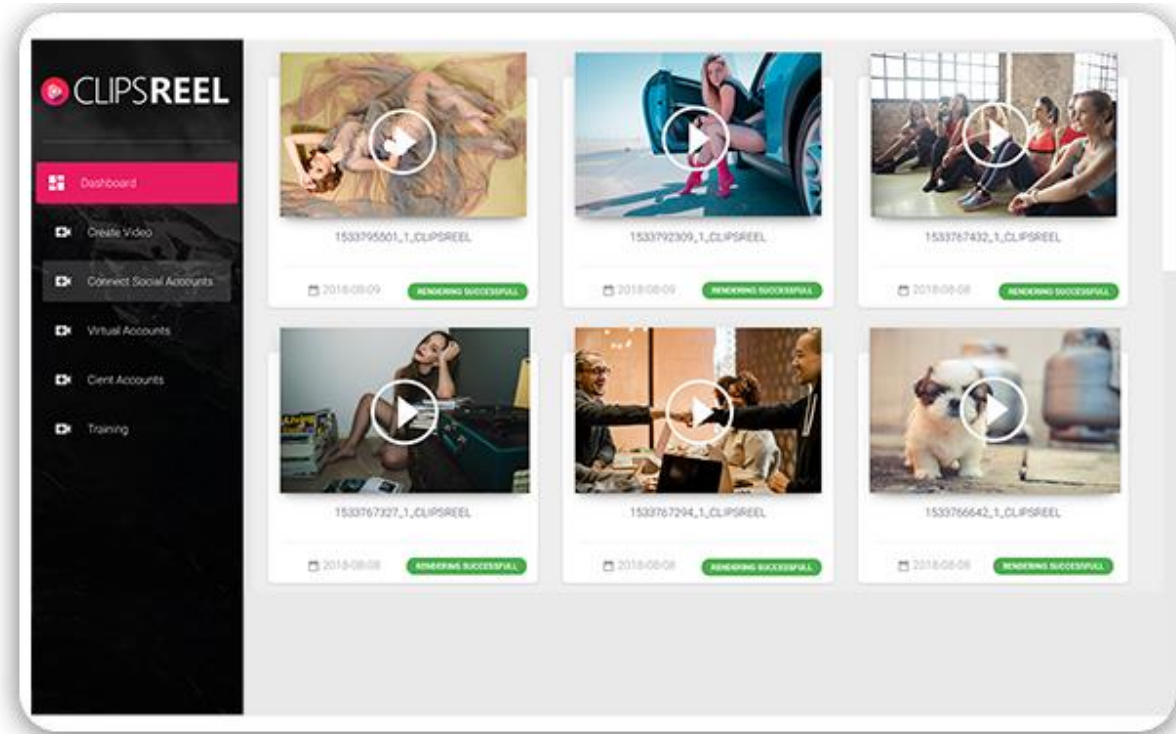 CLIPSREEL
Dashboard
Create Video
Connect Social Accounts
Virtual Accounts
Cient Accounts
Training
1533795501_1_CLIPSREEL
2018-08-09 RENDERING SUCCESSFULL
1533792309_1_CLIPSREEL
2018-08-09 RENDERING SUCCESSFULL
1533767432_1_CLIPSREEL
2018-08-08 RENDERING SUCCESSFULL
1533767327_1_CLIPSREEL
2018-08-08 RENDERING SUCCESSFULL
1533767294_1_CLIPSREEL
2018-08-08 RENDERING SUCCESSFULL
1533766642_1_CLIPSREEL
2018-08-08 RENDERING SUCCESSFULL